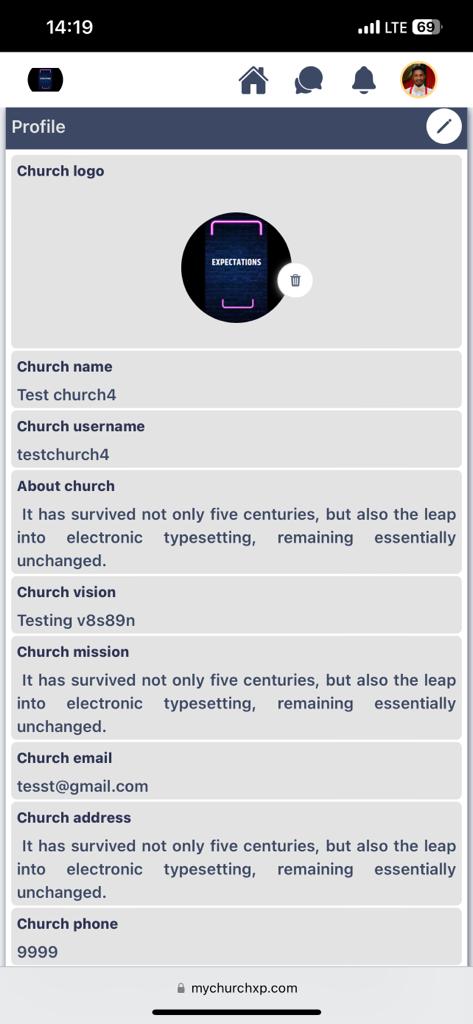 14:19
LTE 69
Profile
Church logo
EXPECTATIONS
Church name
Test church4
Church username
testchurch4
About church
It has survived not only five centuries, but also the leap
into electronic typesetting, remaining essentially
unchanged.
Church vision
Testing v8s89n
Church mission
It has survived not only five centuries, but also the leap
into electronic typesetting, remaining essentially
unchanged.
Church email
tesst@gmail.com
Church address
It has survived not only five centuries, but also the leap
into electronic typesetting, remaining essentially
unchanged.
Church phone
9999
mychurchxp.com